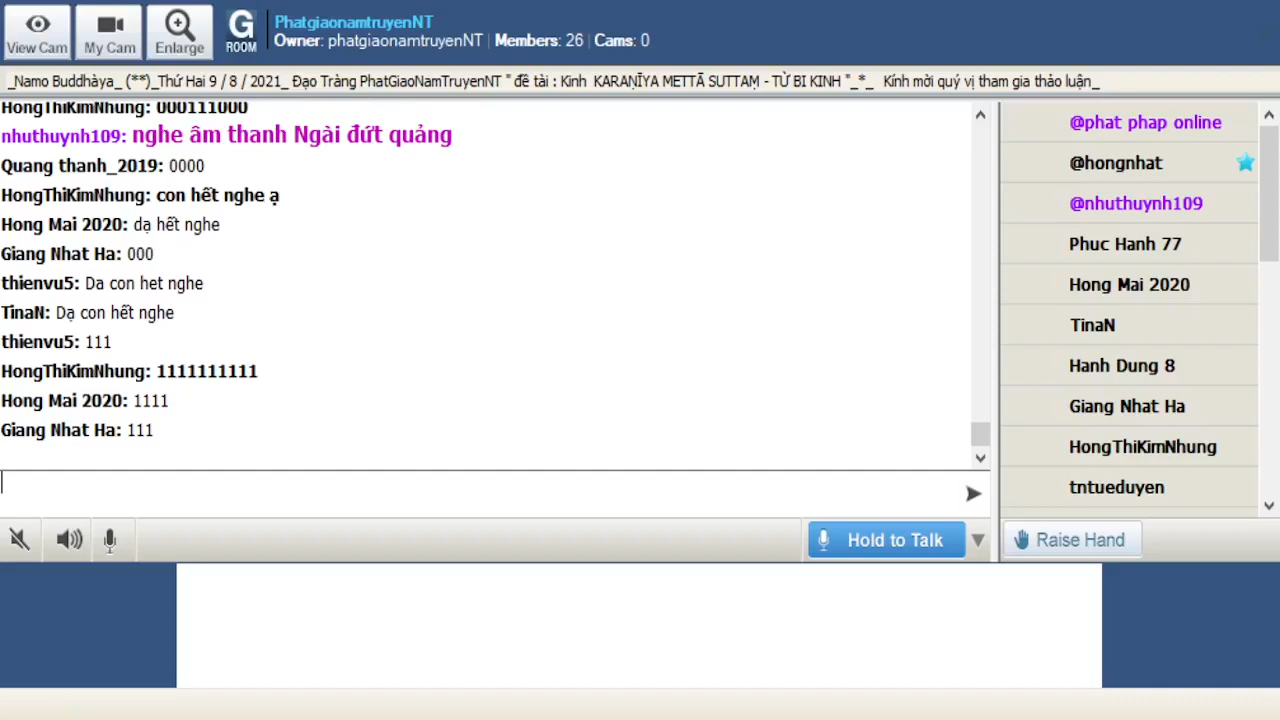 View Cam
My Cam
Enlarge
G
ROOM
PhatgiaonamtruyenNT
Owner: phatgiaonamtruyenNT | Members: 26 | Cams: 0
_Namo Buddhàya_ (**)_Thứ Hai 9 / 8 / 2021_ Đạo Tràng PhatGiaoNamTruyenNT " đề tài : Kinh KARAṆĪYA METTĀ SUTTAṂ - TỪ BI KINH "_*_ Kính mời quý vị tham gia thảo luận_
HongThiKimNhung: 000111000
nhuthuynh109: nghe âm thanh Ngài đứt quảng
Quang thanh_2019: 0000
HongThiKimNhung: con hết nghe ạ
Hong Mai 2020: dạ hết nghe
Giang Nhat Ha: 000
thienvu5: Da con het nghe
TinaN: Dạ con hết nghe
thienvu5: 111
HongThiKimNhung: 1111111111
Hong Mai 2020: 1111
Giang Nhat Ha: 111
@phat phap online
@hongnhat
@nhuthuynh109
Phuc Hanh 77
Hong Mai 2020
TinaN
Hanh Dung 8
Giang Nhat Ha
HongThiKimNhung
tntueduyen
Hold to Talk
Raise Hand